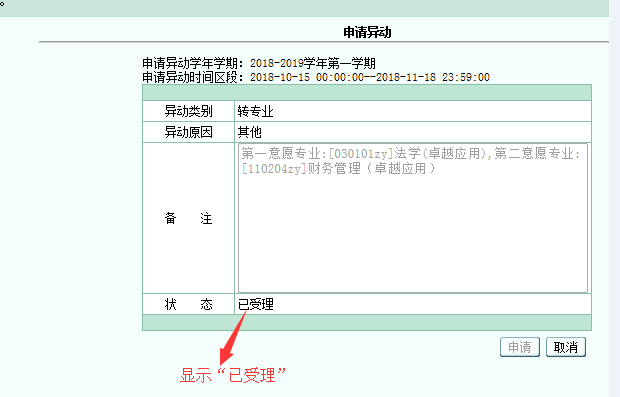 。
申请异动
申请异动学年学期：2018-2019学年第一学期
申请异动时间区段：2018-10-15 00:00:00--2018-11-18 23:59:00
异动类别 转专业
异动原因 其他
备 注
第一意愿专业:[030101zy]法学(卓越应用),第二意愿专业:
[110204zy]财务管理（卓越应用）
状 态 已受理
申请 取消
显示“已受理”